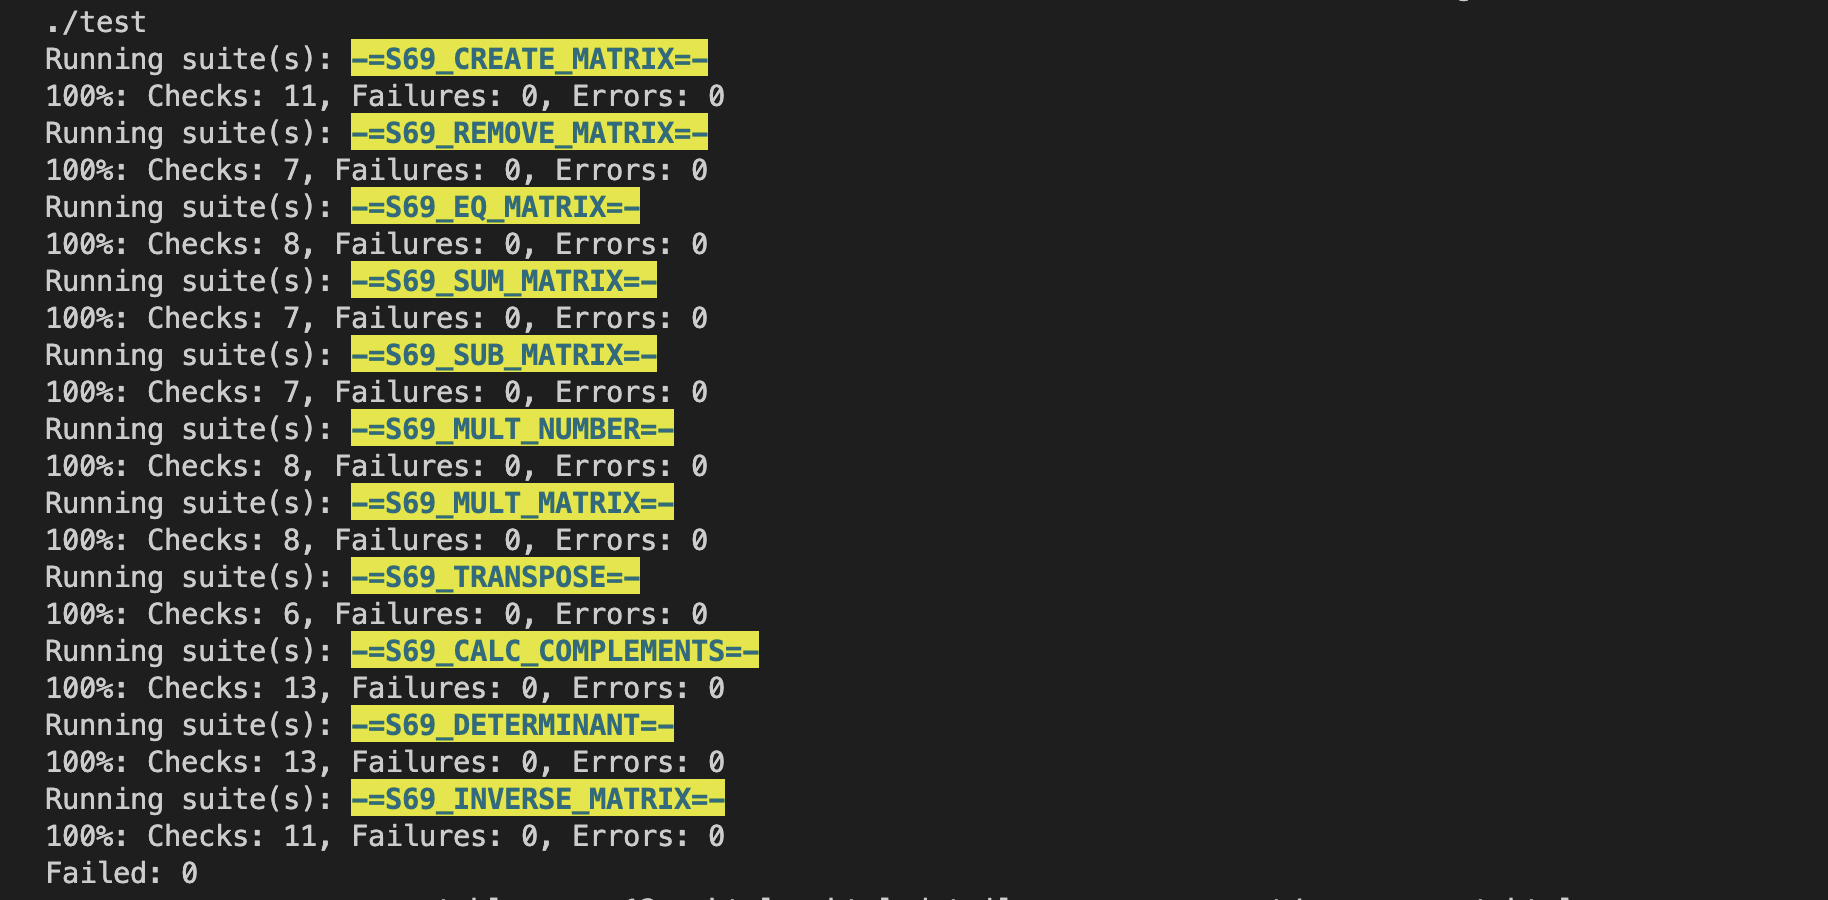 ./test
Running suite(s): -=S69_CREATE_MATRIX=-
100%: Checks: 11, Failures: 0, Errors: 0
Running suite(s): -=S69_REMOVE_MATRIX=-
100%: Checks: 7, Failures: 0, Errors: 0
Running suite(s): -=S69_EQ_MATRIX=-
100%: Checks: 8, Failures: 0, Errors: 0
Running suite(s): -=S69_SUM_MATRIX=-
100%: Checks: 7, Failures: 0, Errors: 0
Running suite(s): -=S69_SUB_MATRIX=-
100%: Checks: 7, Failures: 0, Errors: 0
Running suite(s): -=S69_MULT_NUMBER=-
100%: Checks: 8, Failures: 0, Errors: 0
Running suite(s): -=S69_MULT_MATRIX=-
100%: Checks: 8, Failures: 0, Errors: 0
Running suite(s): -=S69_TRANSPOSE=-
100%: Checks: 6, Failures: 0, Errors: 0
Running suite(s): -=S69_CALC_COMPLEMENTS=-
100%: Checks: 13, Failures: 0, Errors: 0
Running suite(s): -=S69_DETERMINANT=-
100%: Checks: 13, Failures: 0, Errors: 0
Running suite(s): -=S69_INVERSE_MATRIX=-
100%: Checks: 11, Failures: 0, Errors: 0
Failed: 0